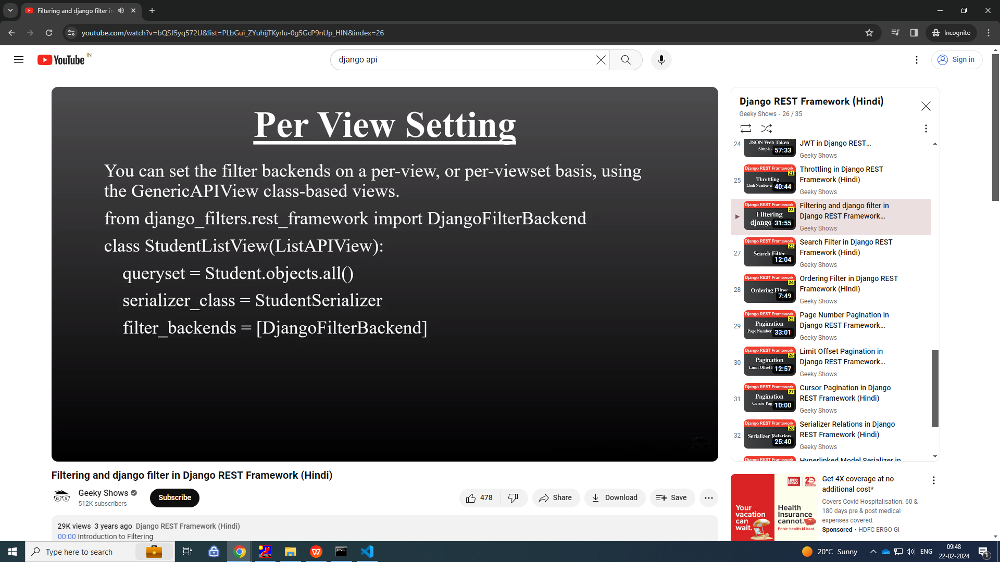 Filtering and django filter in
youtube.com/watch?v=bQSJ5yq572U&list=PLbGui_ZYuhijTKyrlu-0g5GcP9nUp_HlN&index=26
Incognito
YouTube IN
django api
Sign in
Per View Setting
You can set the filter backends on a per-view, or per-viewset basis, using
the GenericAPIView class-based views.
from django_filters.rest_framework import DjangoFilterBackend
class StudentListView(ListAPIView):
queryset = Student.objects.all()
serializer_class = StudentSerializer
filter_backends = [DjangoFilterBackend]
Filtering and django filter in Django REST Framework (Hindi)
Geeky Shows
512K subscribers
Subscribe
478
Share
Download
Save
29K views 3 years ago Django REST Framework (Hindi)
00:00 Introduction to Filtering
Django REST Framework (Hindi)
Geeky Shows - 26 / 35
24
JSON Web Token
57:33
JWT in Django REST...
Geeky Shows
25
Django REST Framework
21
Throttling
40:44
Throttling in Django REST
Framework (Hindi)
Geeky Shows
Django REST Framework
22
Filtering
31:55
Filtering and django filter in
Django REST Framework...
Geeky Shows
27
Django REST Framework
23
Search Filter
12:04
Search Filter in Django REST
Framework (Hindi)
Geeky Shows
28
Django REST Framework
24
Ordering Filter
7:49
Ordering Filter in Django REST
Framework (Hindi)
Geeky Shows
29
Django REST Framework
25
Pagination
Page Number
33:01
Page Number Pagination in
Django REST Framework...
Geeky Shows
30
Django REST Framework
26
Pagination
12:57
Limit Offset Pagination in
Django REST Framework...
Geeky Shows
31
Django REST Framework
27
Pagination
10:00
Cursor Pagination in Django
REST Framework (Hindi)
Geeky Shows
32
Django REST Framework
28
Serializer Relation
25:40
Serializer Relations in Django
REST Framework (Hindi)
Geeky Shows
Django REST Framework
Hyperlinked Model Serializer in
HDFC
ERGO
20
Your
vacation
can
wait.
Health
Insurance
cannot.
Pehle health ki baat
Get 4X coverage at no
additional cost*
Covers Covid Hospitalisation. 60 &
180 days pre & post medical
expenses covered.
Sponsored · HDFC ERGO GI
Type here to search
20°C Sunny
ENG
09:48
22-02-2024
1